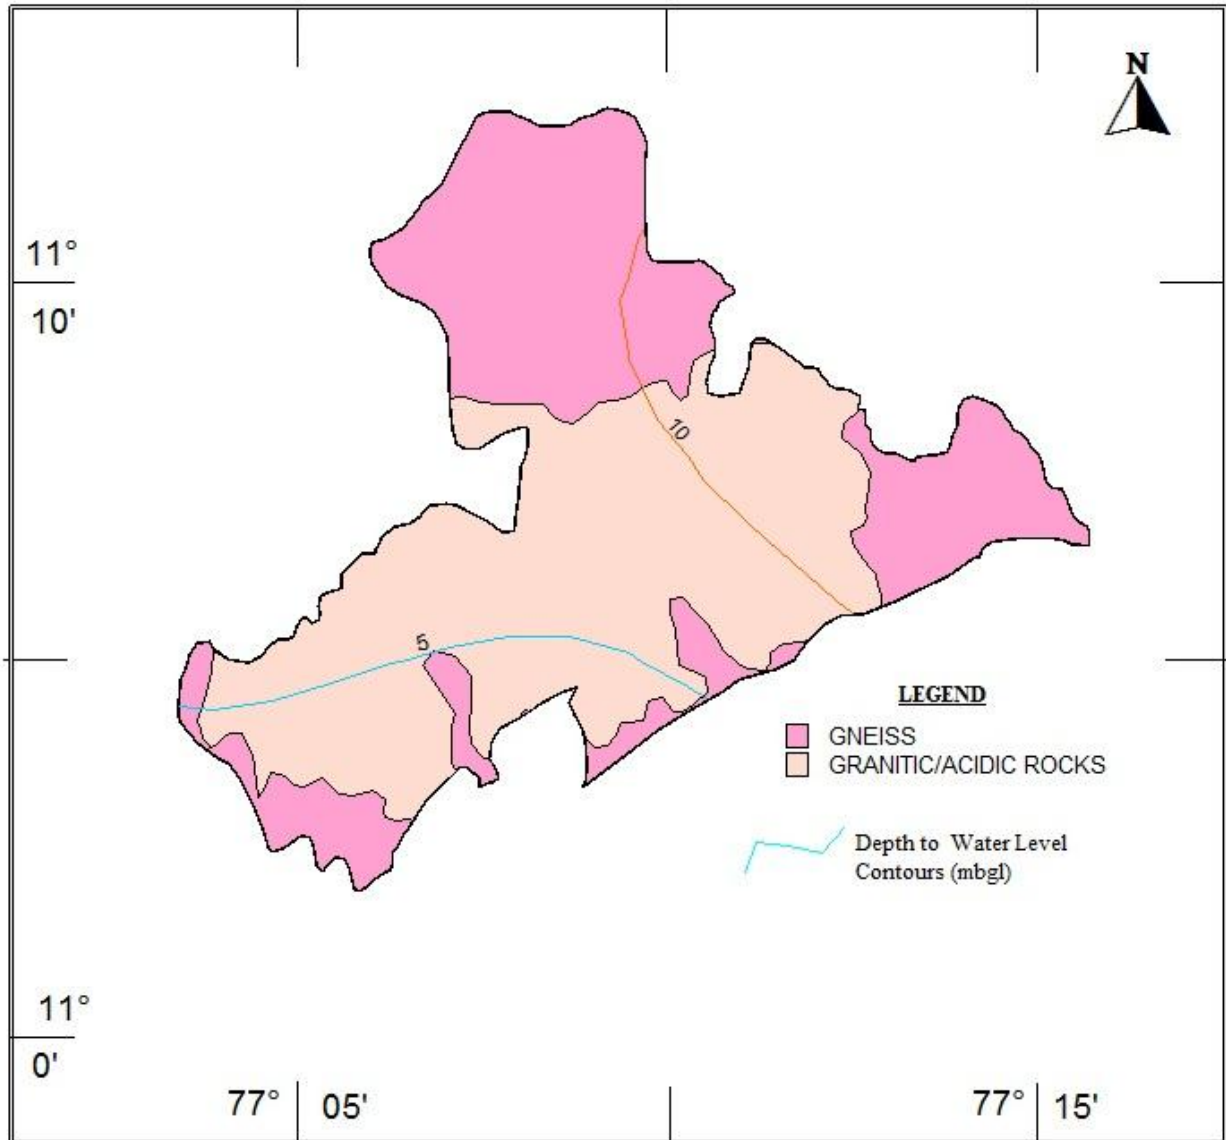 N
11°
10'
10
5
LEGEND
GNEISS
GRANITIC/ACIDIC ROCKS
Depth to Water Level
Contours (mbgl)
11°
0'
77° 05'
77° 15'